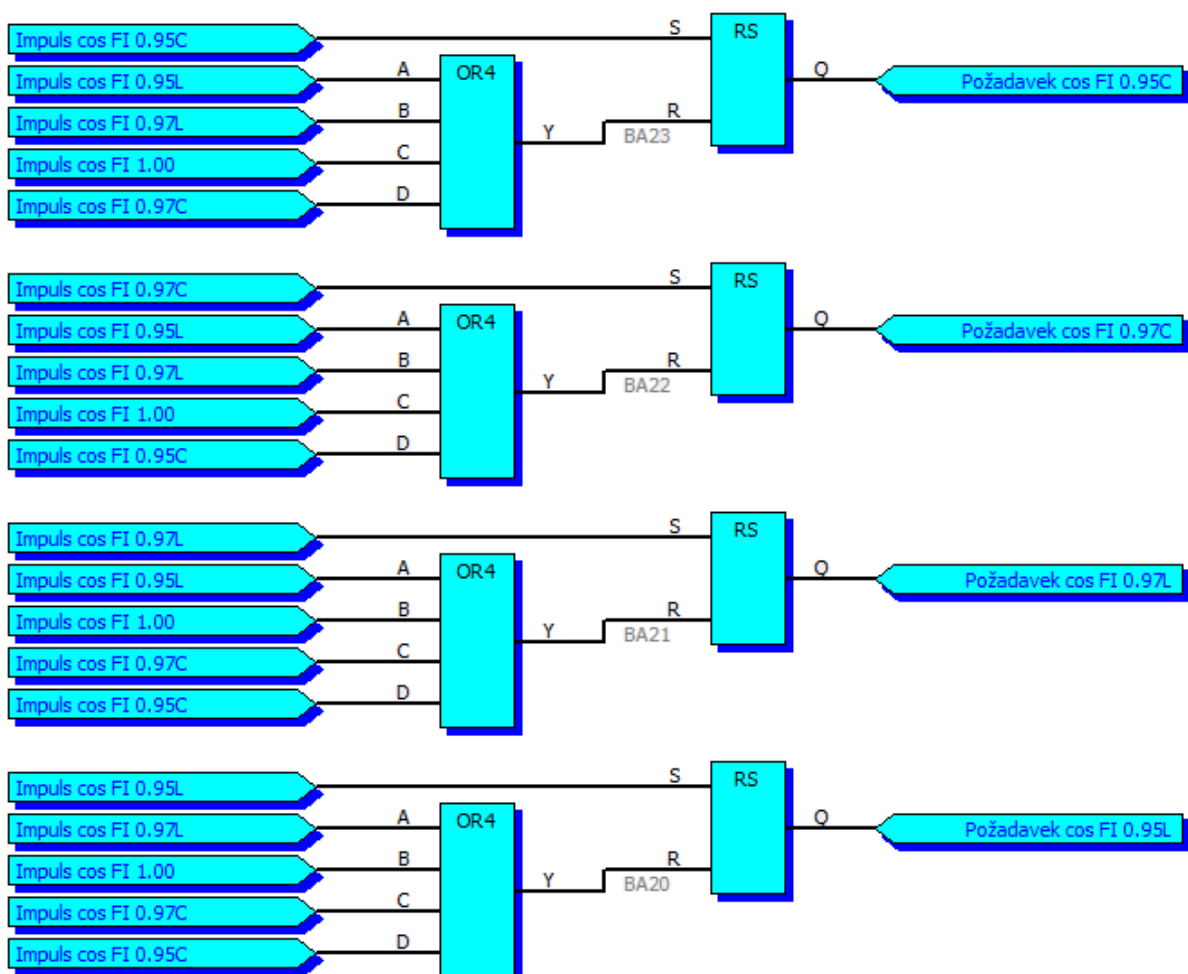 Impuls cos FI 0.95C
S
RS
Impuls cos FI 0.95L
A
OR4
Q
Požadavek cos FI 0.95C
Impuls cos FI 0.97L
B
R
Y
BA23
Impuls cos FI 1.00
C
Impuls cos FI 0.97C
D
Impuls cos FI 0.97C
S
RS
Impuls cos FI 0.95L
A
OR4
Q
Požadavek cos FI 0.97C
Impuls cos FI 0.97L
B
R
Y
BA22
Impuls cos FI 1.00
C
Impuls cos FI 0.95C
D
Impuls cos FI 0.97L
S
RS
Impuls cos FI 0.95L
A
OR4
Q
Požadavek cos FI 0.97L
Impuls cos FI 1.00
B
R
Y
BA21
Impuls cos FI 0.97C
C
Impuls cos FI 0.95C
D
Impuls cos FI 0.95L
S
RS
Impuls cos FI 0.97L
A
OR4
Q
Požadavek cos FI 0.95L
Impuls cos FI 1.00
B
R
Y
BA20
Impuls cos FI 0.97C
C
Impuls cos FI 0.95C
D